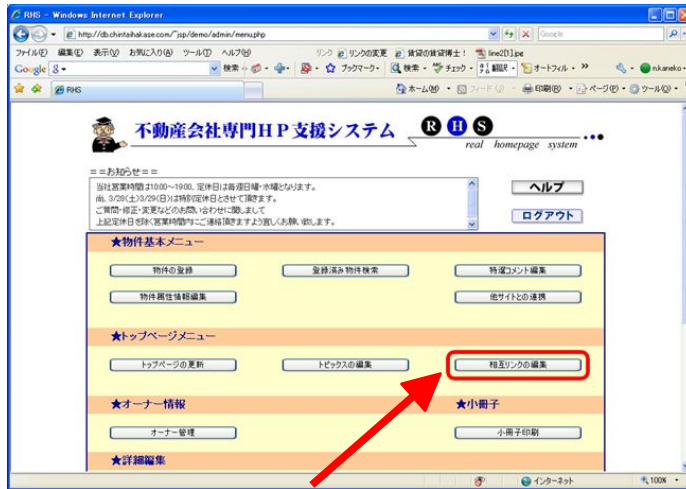 RHS - Windows Internet Explorer
http://db.chintaihakase.com/~jsp/demo/admin/menu.php
Google
ファイル(F) 編集(E) 表示(V) お気に入り(A) ツール(T) ヘルプ(H)
リンク リンクの変更 賃貸の賃貸博士! line2[1].jpg
Google 検索 ブックマーク チェック 翻訳 オートフィル nkaneko
RHS
ホーム(M) フィード(J) 印刷(R) ページ(P) ツール(O)
不動産会社専門HP支援システム
R H S
real homepage system
==お知らせ==
当社営業時間は10:00~19:00、定休日は毎週日曜・水曜となります。
尚、3/28(土)3/29(日)は特別定休日とさせて頂きます。
ご質問・修正・変更などのお問い合わせに関しまして
上記定休日を除く営業時間内にご連絡頂きますよう宜しくお願い致します。
ヘルプ
ログアウト
★物件基本メニュー
物件の登録
登録済み物件検索
特選コメント編集
物件属性情報編集
他サイトとの連携
★トップページメニュー
トップページの更新
トピックスの編集
相互リンクの編集
★オーナー情報
★小冊子
オーナー管理
小冊子印刷
★詳細編集
インターネット
100%